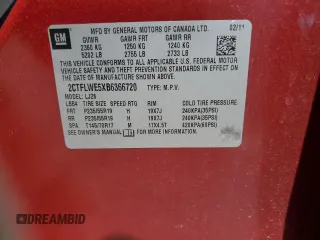 GM
MFD BY GENERAL MOTORS OF CANADA LTD.
02/11
GVWR GAWR FRT GAWR RR
2360 KG 1250 KG 1240 KG
5202 LB 2755 LB 2733 LB
THIS VEHICLE CONFORMS TO ALL APPLICABLE U.S. FEDERAL MOTOR
VEHICLE SAFETY, BUMPER, AND THEFT PREVENTION STANDARDS
IN EFFECT ON THE DATE OF MANUFACTURE SHOWN ABOVE.
2CTFLWE5XB6366720 TYPE: M.P.V.
MODEL: LJ26
TIRE SIZE SPEED RTG RIM COLD TIRE PRESSURE
FRT P235/55R19 H 19X7J 240KPA(35PSI)
RR P235/55R19 H 19X7J 240KPA(35PSI)
SPA T145/70R17 M 17X4.5T 420KPA(60PSI)
SEE OWNER'S MANUAL FOR ADDITIONAL INFORMATION.
DREAMBID